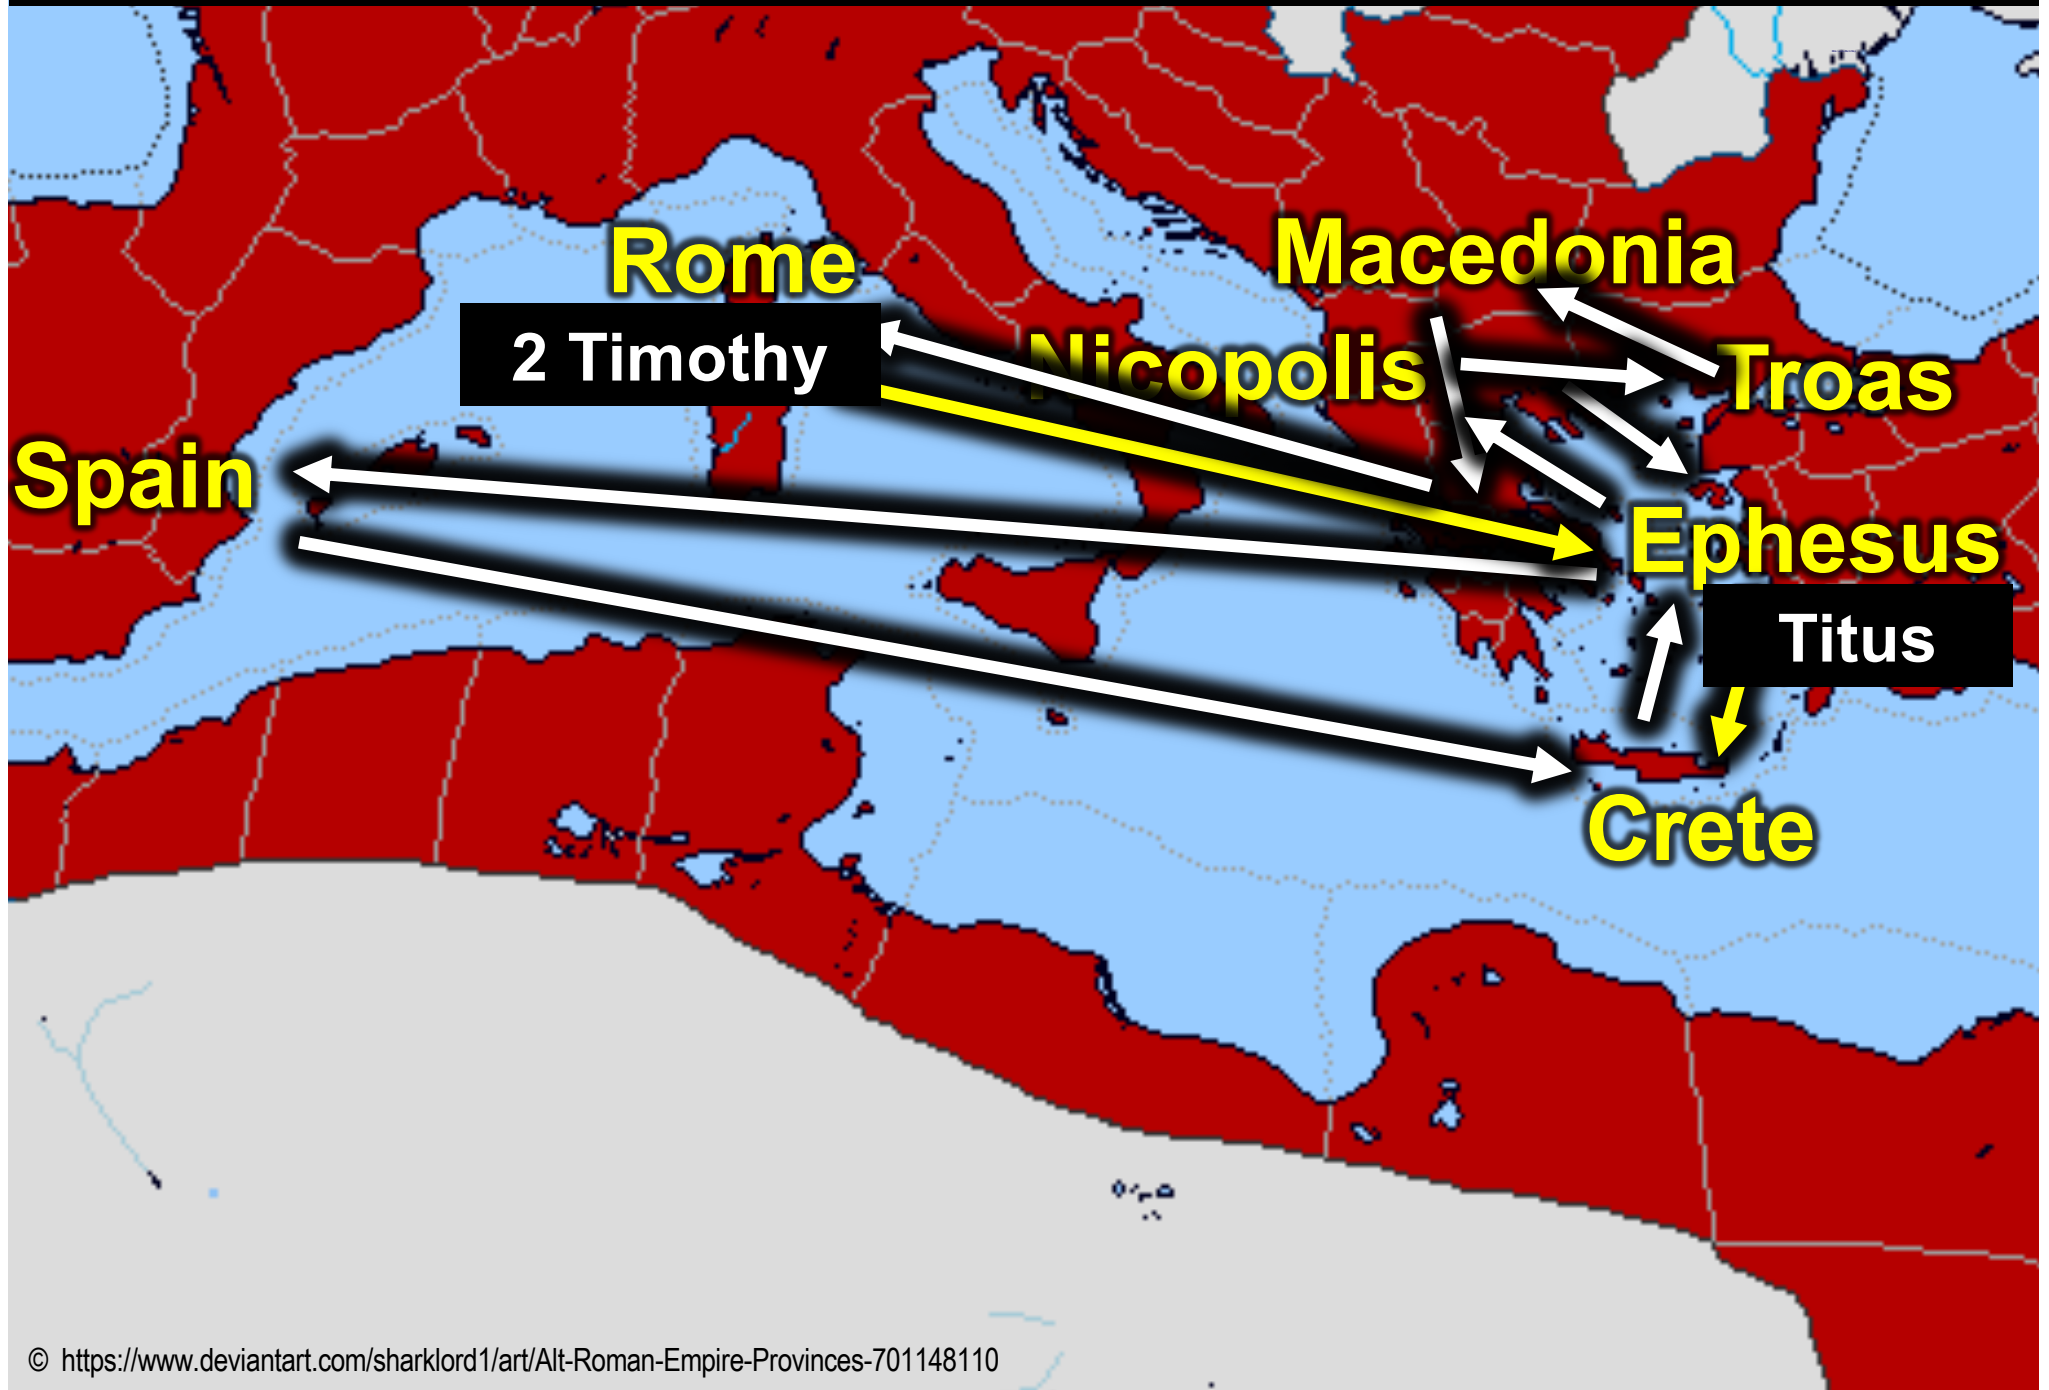 Macedonia
Rome
2 Timothy
Nicopolis
Troas
Spain
Ephesus
Titus
Crete
© https://www.deviantart.com/sharklord1/art/Alt-Roman-Empire-Provinces-701148110